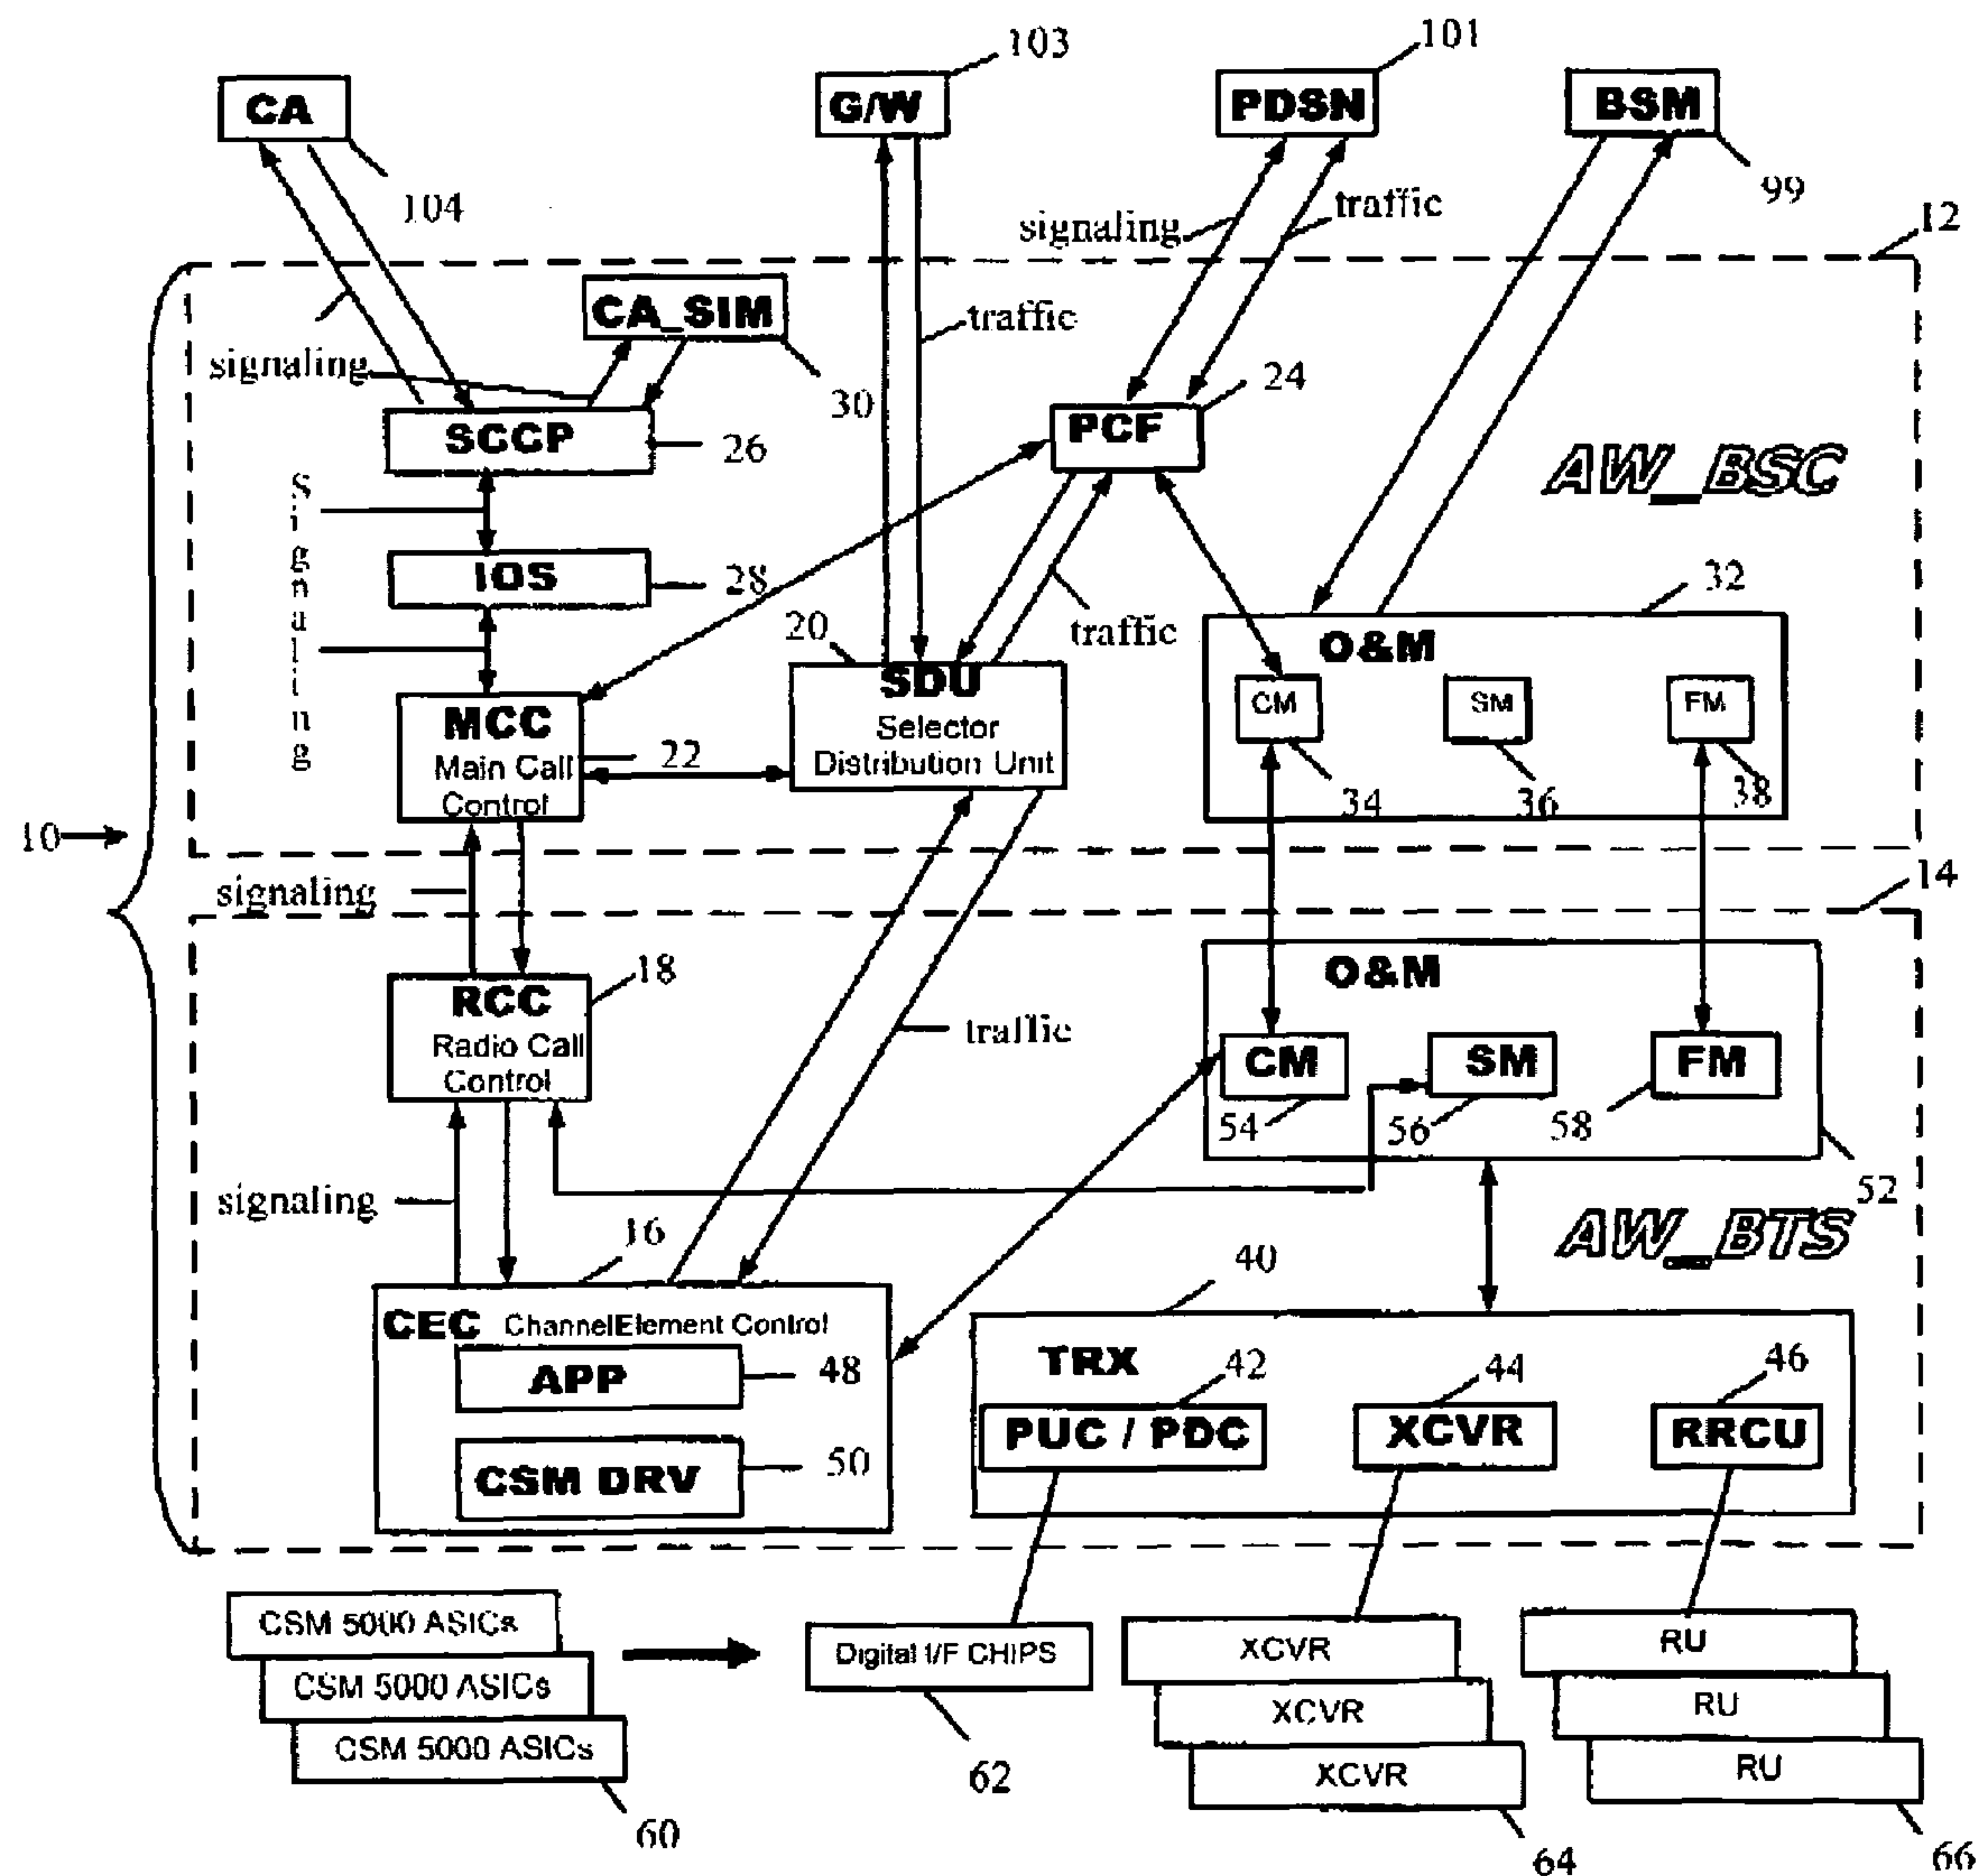 103
101
CA
G/W
PDSN
BSM
104
99
signaling
traffic
12
CA_SIM
traffic
signaling
30
24
SCCP
26
PCF
AW_BSC
Signaling
IOS
28
32
20
traffic
O&M
SDU
Selector
Distribution Unit
CM
SM
FM
MCC
Main Call
Control
22
34
36
38
10
signaling
14
18
RCC
Radio Call
Control
O&M
traffic
CM
SM
FM
54
56
58
signaling
52
16
AW_BTS
40
CEC ChannelElement Control
APP
48
TRX
42
44
46
PUC / PDC
XCVR
RRCU
CSM DRV
50
CSM 5000 ASICs
CSM 5000 ASICs
CSM 5000 ASICs
Digital I/F CHIPS
XCVR
XCVR
XCVR
RU
RU
RU
60
62
64
66